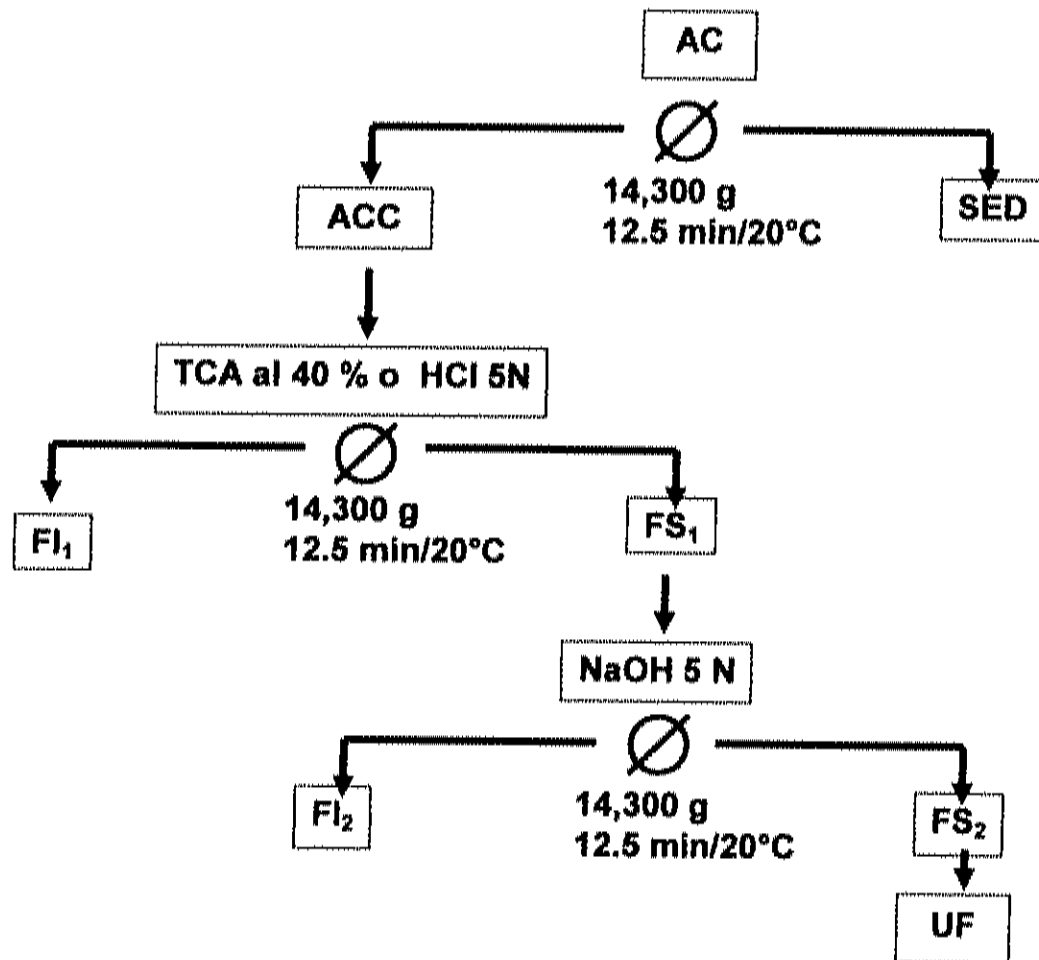 AC
14,300 g
12.5 min/20°C
ACC
SED
TCA al 40 % o HCl 5N
14,300 g
12.5 min/20°C
FI₁
FS₁
NaOH 5 N
14,300 g
12.5 min/20°C
FI₂
FS₂
UF